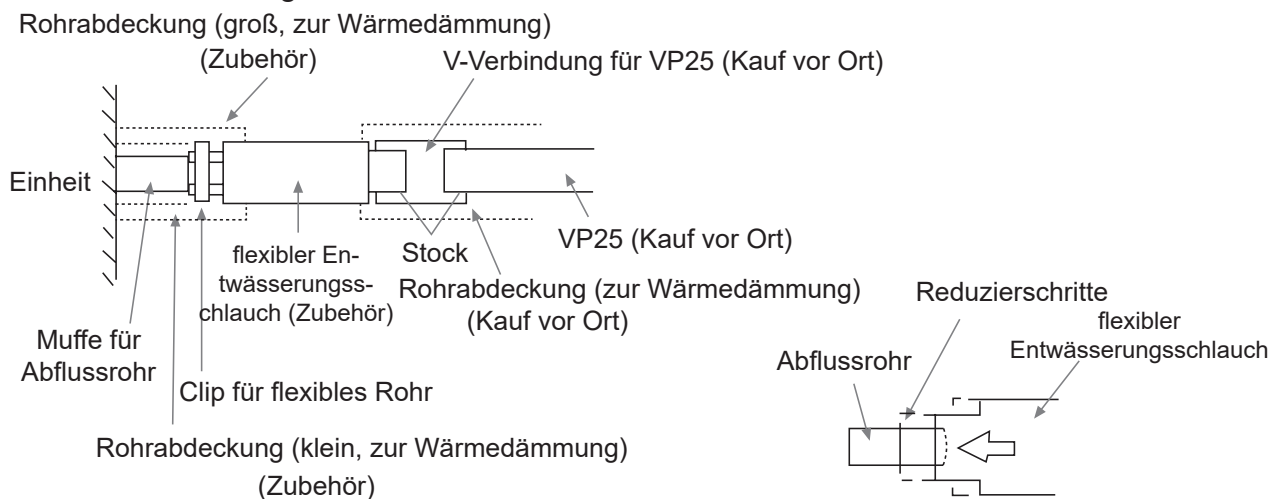 Rohrabdeckung (groß, zur Wärmedämmung)
(Zubehör)
V-Verbindung für VP25 (Kauf vor Ort)
Einheit
flexibler En-
twässerungss-
chlauch (Zubehör)
Stock
VP25 (Kauf vor Ort)
Rohrabdeckung (zur Wärmedämmung)
(Kauf vor Ort)
Muffe für
Abflussrohr
Clip für flexibles Rohr
Rohrabdeckung (klein, zur Wärmedämmung)
(Zubehör)
Reduzierschritte
flexibler
Entwässerungsschlauch
Abflussrohr